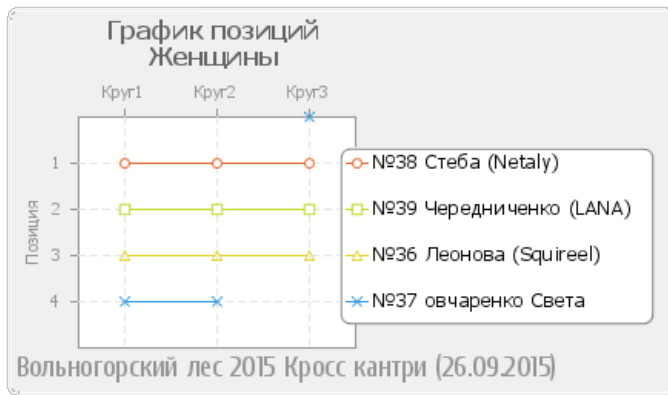 График позиций
Женщины
Круг1 Круг2 Круг3
Позиция
1
2
3
4
№38 Стеба (Netaly)
№39 Чередниченко (LANA)
№36 Леонова (Squireel)
№37 овчаренко Света
Вольногорский лес 2015 Кросс кантри (26.09.2015)